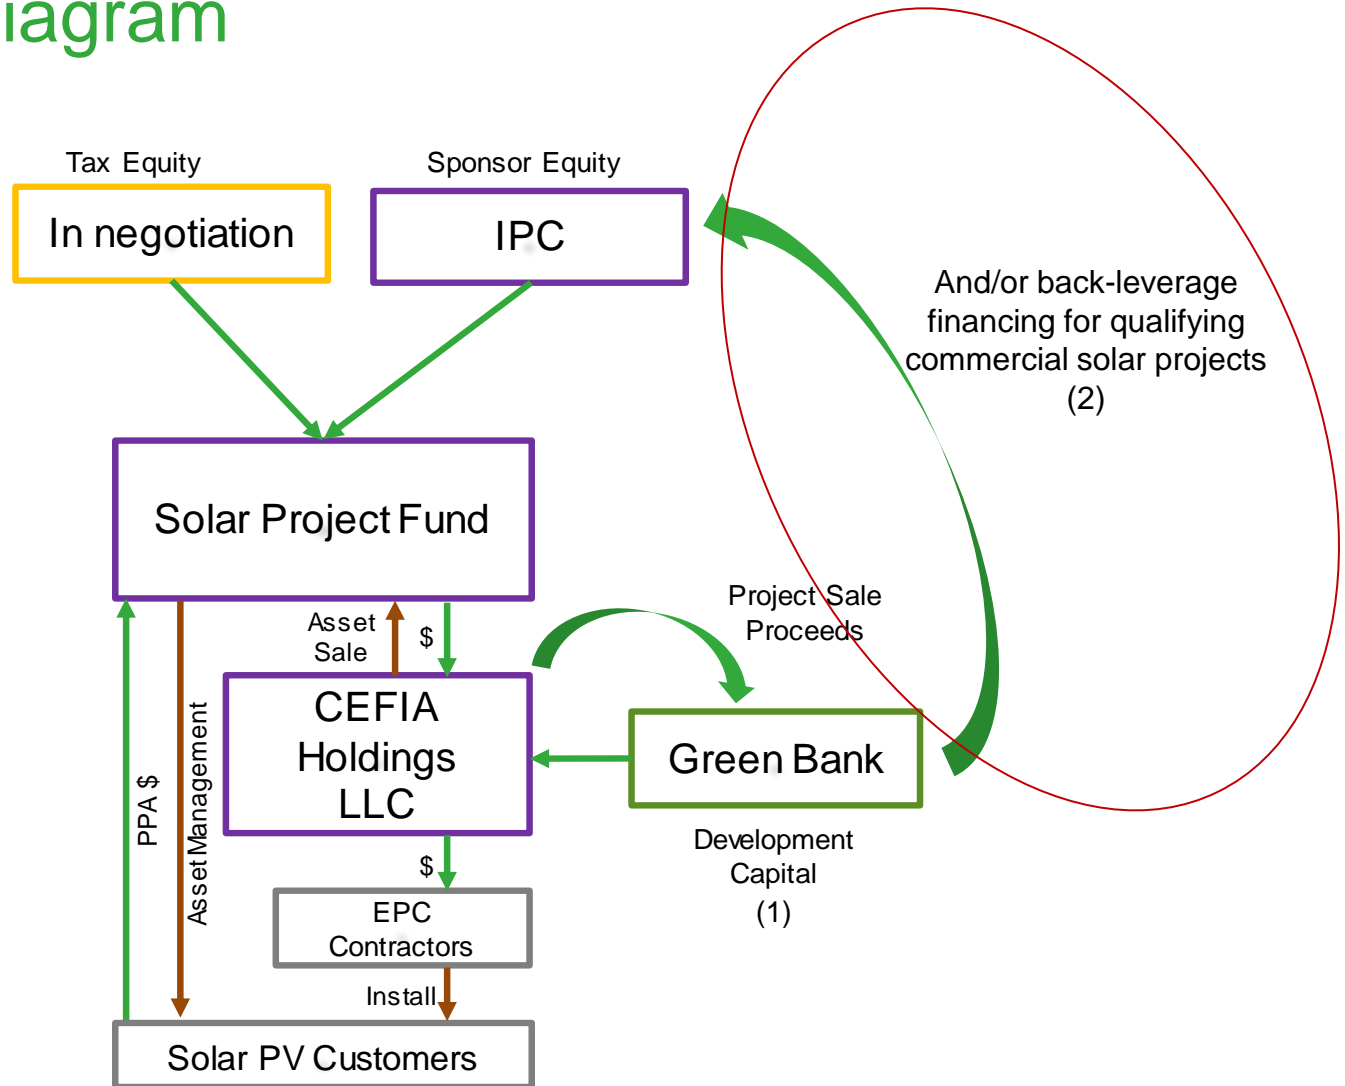 iagram
Tax Equity
Sponsor Equity
In negotiation
IPC
And/or back-leverage
financing for qualifying
commercial solar projects
(2)
Solar Project Fund
Project Sale
Proceeds
Asset
Sale
$
CEFIA
Holdings
LLC
Green Bank
PPA $
Asset Management
Development
Capital
(1)
$
EPC
Contractors
Install
Solar PV Customers